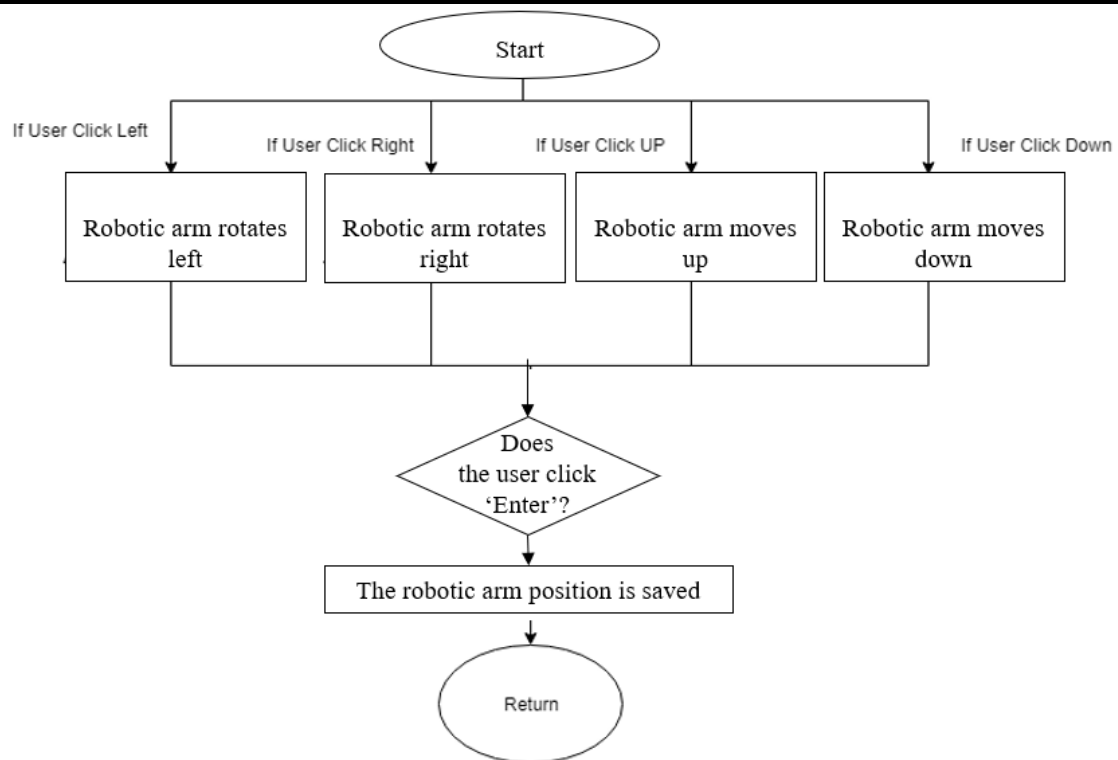 Start
If User Click Left
If User Click Right
If User Click UP
If User Click Down
Robotic arm rotates
left
Robotic arm rotates
right
Robotic arm moves
up
Robotic arm moves
down
Does
the user click
‘Enter’?
The robotic arm position is saved
Return